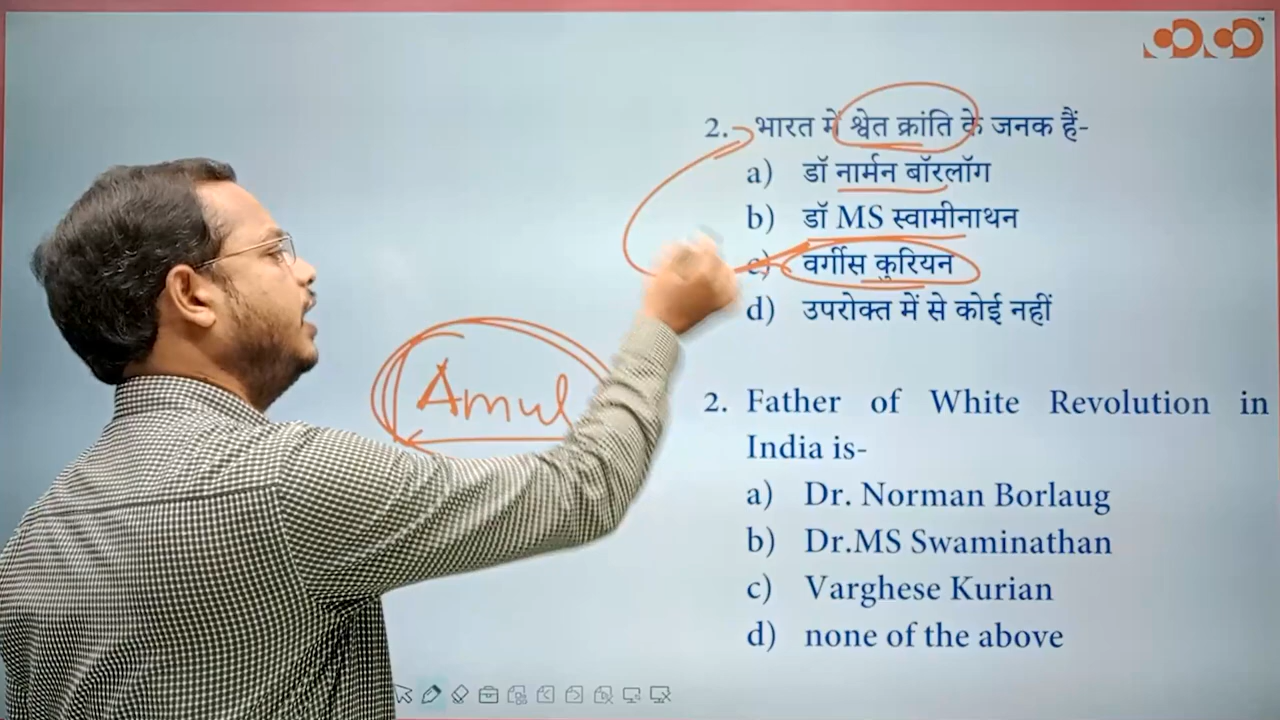 2. भारत में श्वेत क्रांति के जनक हैं-
a) डॉ नार्मन बॉरलॉग
b) डॉ MS स्वामीनाथन
c) वर्गीस कुरियन
d) उपरोक्त में से कोई नहीं
Amul
2. Father of White Revolution in
India is-
a) Dr. Norman Borlaug
b) Dr.MS Swaminathan
c) Varghese Kurian
d) none of the above